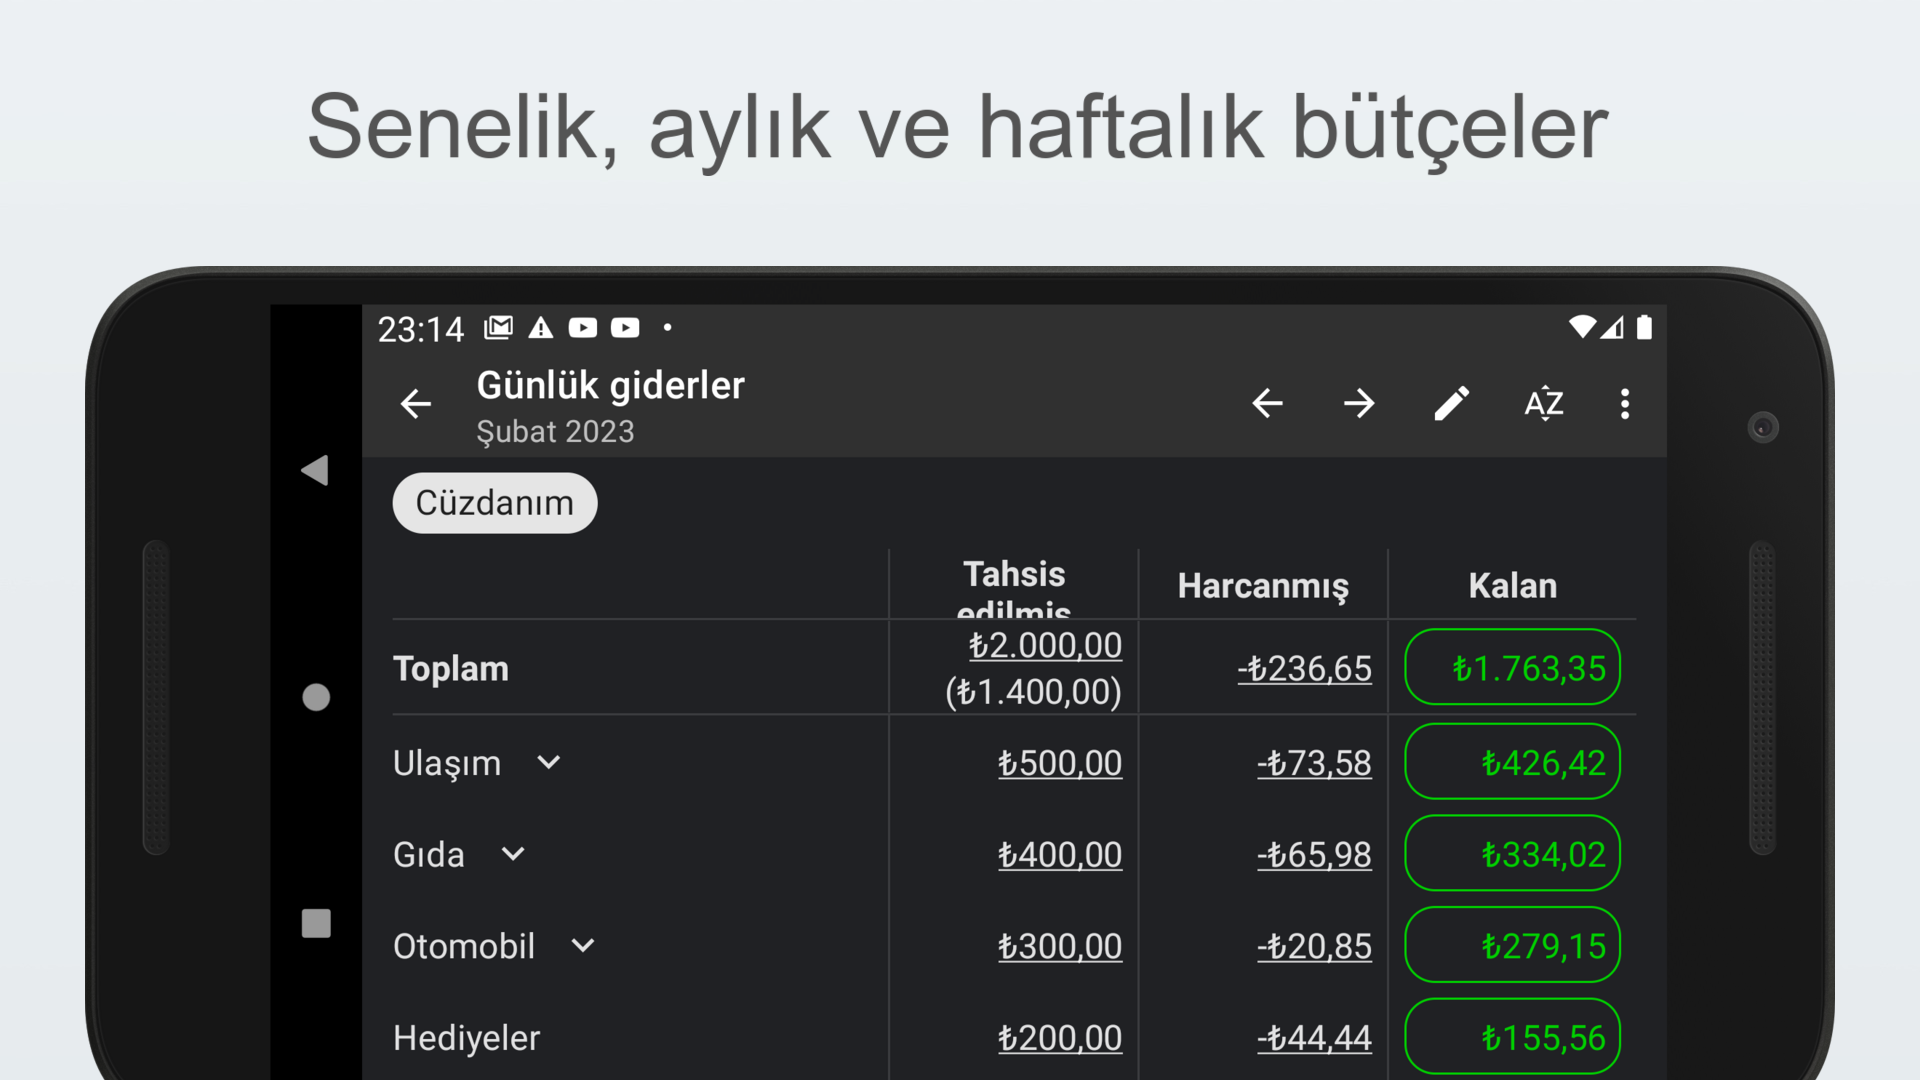 Senelik, aylık ve haftalık bütçeler
23:14
Günlük giderler
Şubat 2023
AZ
Cüzdanım
Tahsis edilmiş Harcanmış Kalan
Toplam ₺2.000,00 (₺1.400,00) -₺236,65 ₺1.763,35
Ulaşım ₺500,00 -₺73,58 ₺426,42
Gıda ₺400,00 -₺65,98 ₺334,02
Otomobil ₺300,00 -₺20,85 ₺279,15
Hediyeler ₺200,00 -₺44,44 ₺155,56